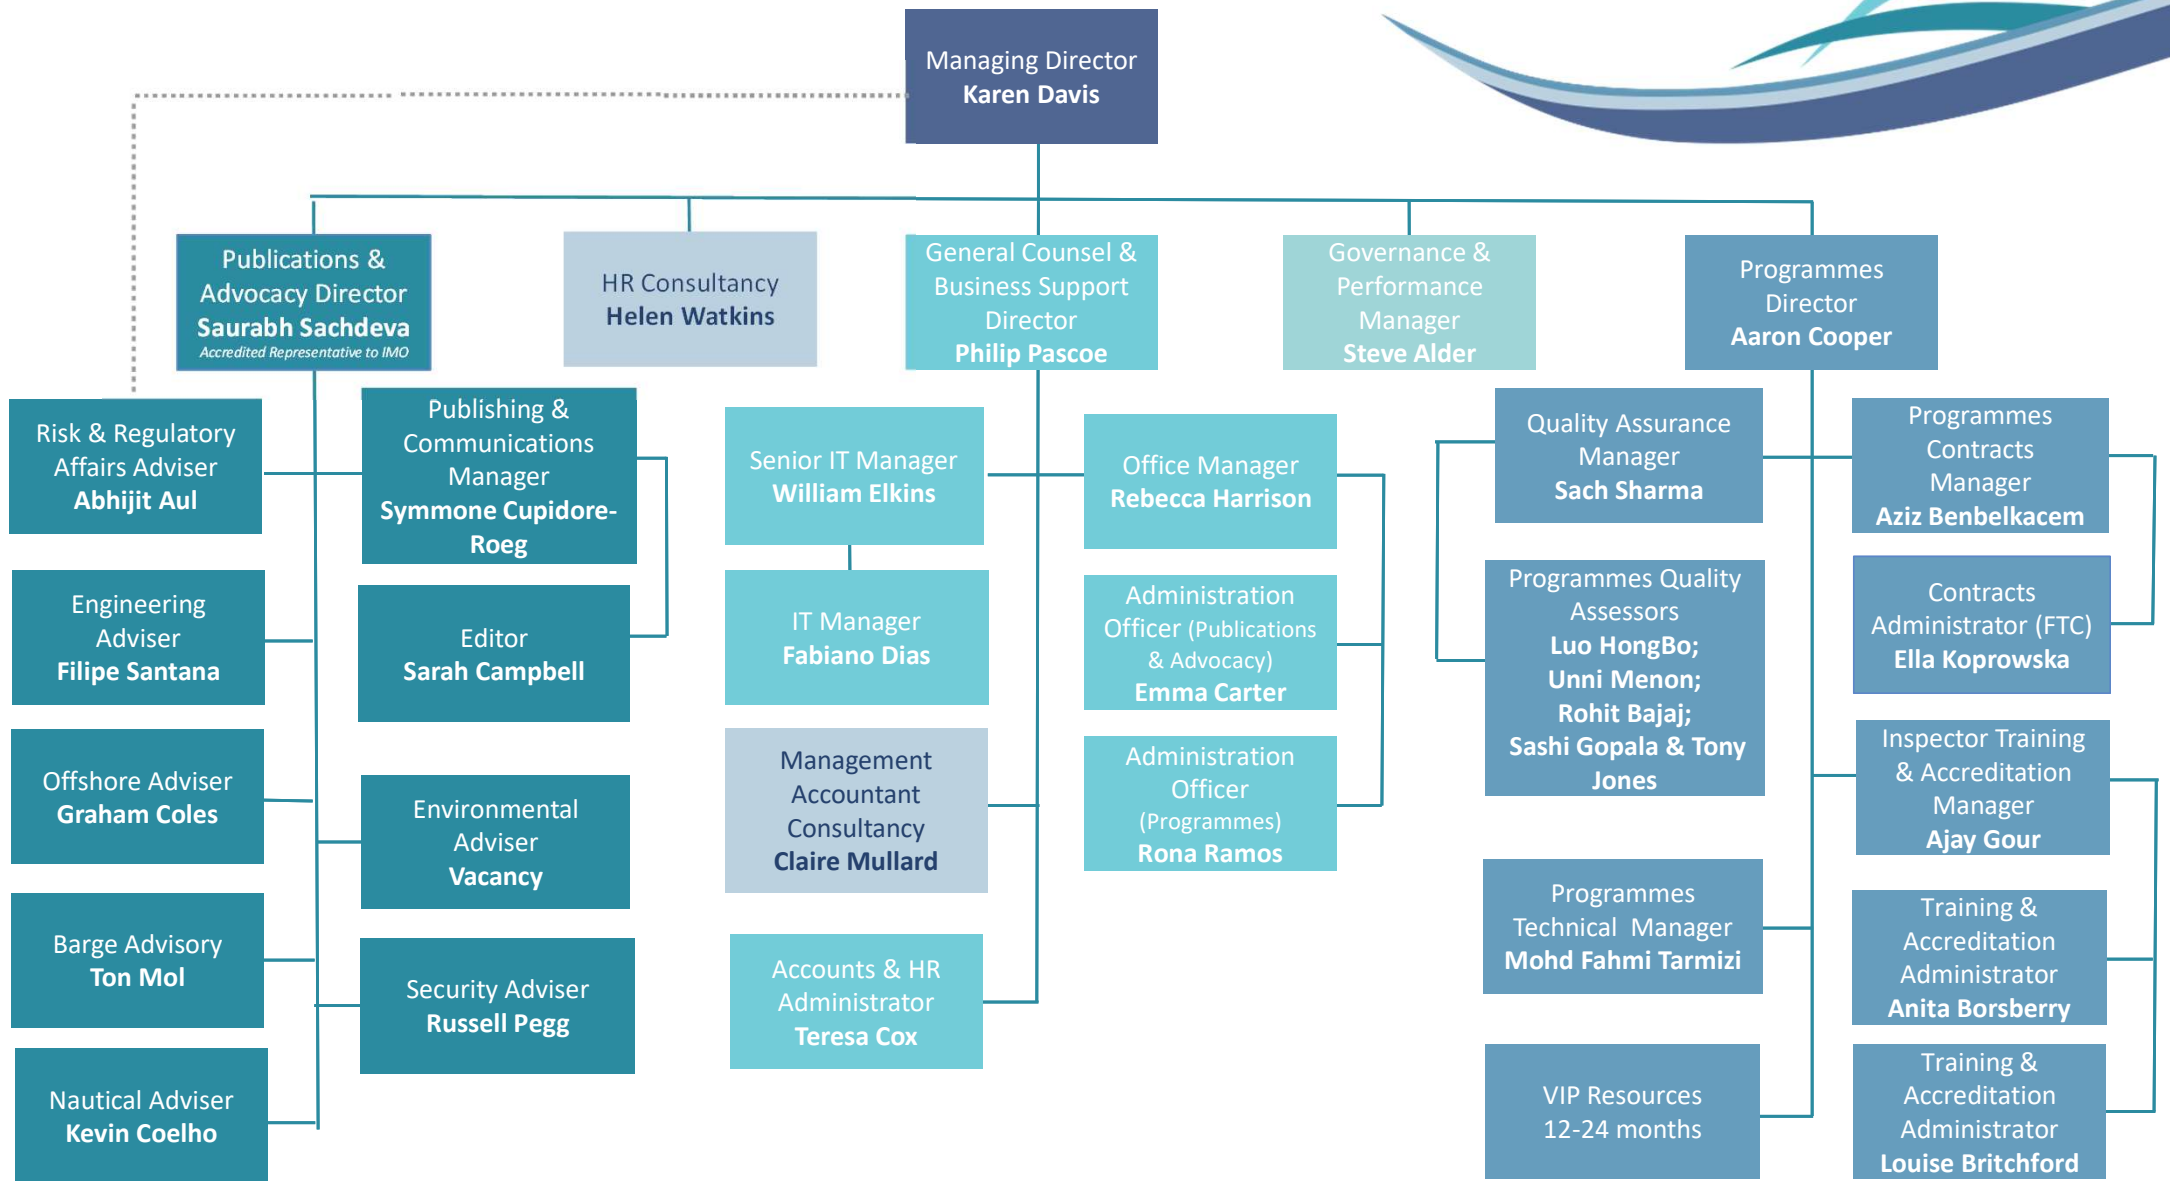 Managing Director
Karen Davis
Publications &
Advocacy Director
Saurabh Sachdeva
Accredited Representative to IMO
HR Consultancy
Helen Watkins
General Counsel &
Business Support
Director
Philip Pascoe
Governance &
Performance
Manager
Steve Alder
Programmes
Director
Aaron Cooper
Risk & Regulatory
Affairs Adviser
Abhijit Aul
Publishing &
Communications
Manager
Symmone Cupidore-
Roeg
Engineering
Adviser
Filipe Santana
Editor
Sarah Campbell
Offshore Adviser
Graham Coles
Environmental
Adviser
Vacancy
Barge Advisory
Ton Mol
Security Adviser
Russell Pegg
Nautical Adviser
Kevin Coelho
Senior IT Manager
William Elkins
Office Manager
Rebecca Harrison
IT Manager
Fabiano Dias
Administration
Officer (Publications
& Advocacy)
Emma Carter
Management
Accountant
Consultancy
Claire Mullard
Administration
Officer
(Programmes)
Rona Ramos
Accounts & HR
Administrator
Teresa Cox
Quality Assurance
Manager
Sach Sharma
Programmes
Contracts
Manager
Aziz Benbelkacem
Programmes Quality
Assessors
Luo HongBo;
Unni Menon;
Rohit Bajaj;
Sashi Gopala & Tony
Jones
Contracts
Administrator (FTC)
Ella Koprowska
Inspector Training
& Accreditation
Manager
Ajay Gour
Programmes
Technical Manager
Mohd Fahmi Tarmizi
Training &
Accreditation
Administrator
Anita Borsberry
VIP Resources
12-24 months
Training &
Accreditation
Administrator
Louise Britchford